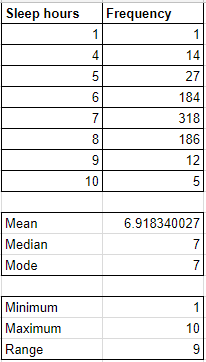 Sleep hours Frequency
1 1
4 14
5 27
6 184
7 318
8 186
9 12
10 5
Mean 6.918340027
Median 7
Mode 7
Minimum 1
Maximum 10
Range 9